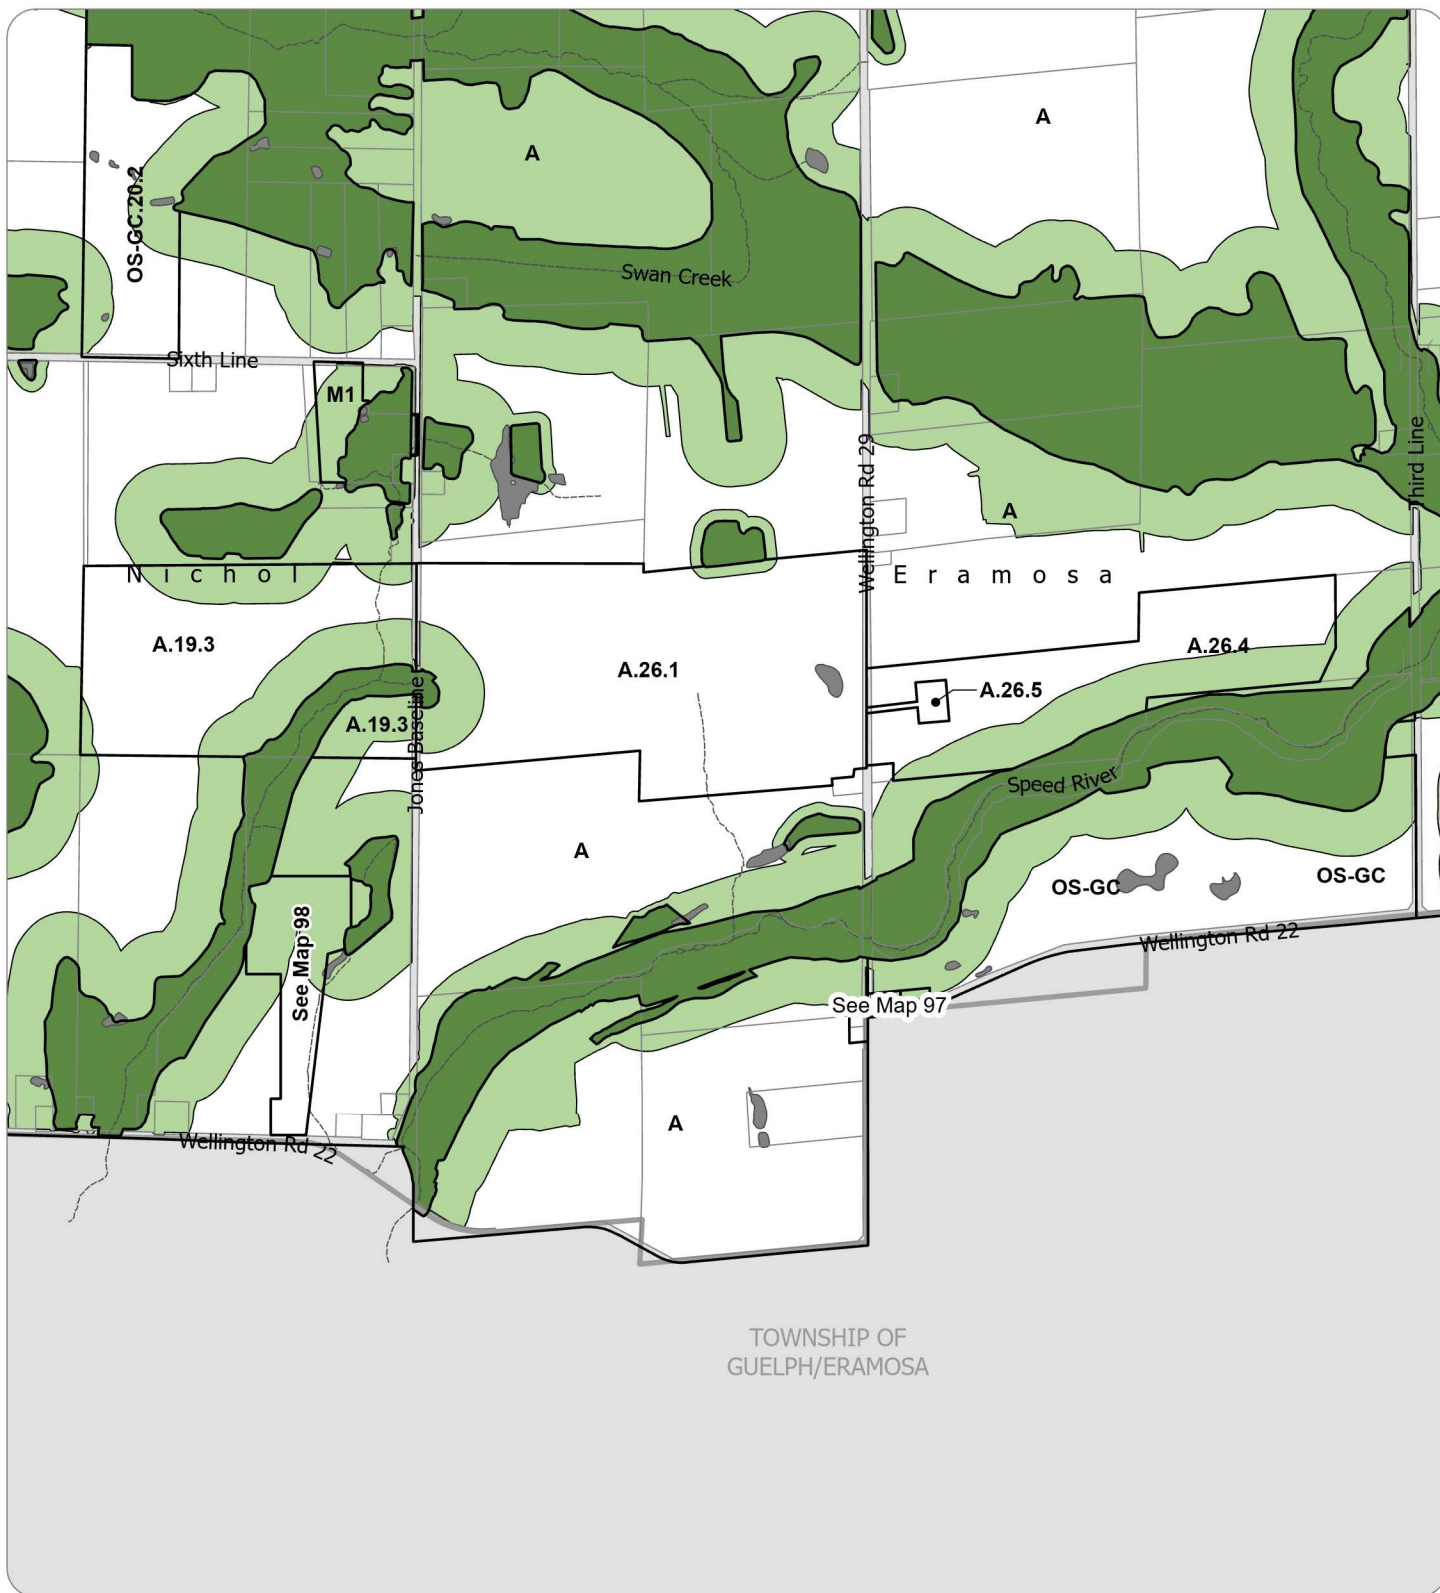 A
A
OS-GC.20.2
Swan Creek
Sixth Line
M1
Wellington Rd 29
Third Line
A
Nichol
Eramosa
A.19.3
A.26.1
A.26.4
A.26.5
A.19.3
Jones Baseline
Speed River
A
OS-GC
OS-GC
See Map 98
Wellington Rd 22
See Map 97
A
Wellington Rd 22
TOWNSHIP OF
GUELPH/ERAMOSA